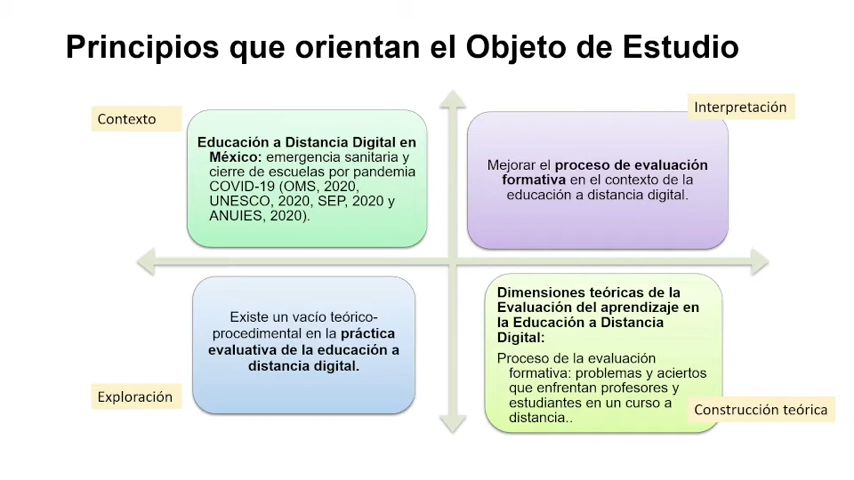 Principios que orientan el Objeto de Estudio
Contexto
Educación a Distancia Digital en
México: emergencia sanitaria y
cierre de escuelas por pandemia
COVID-19 (OMS, 2020,
UNESCO, 2020, SEP, 2020 y
ANUIES, 2020).
Interpretación
Mejorar el proceso de evaluación
formativa en el contexto de la
educación a distancia digital.
Existe un vacío teórico-
procedimental en la práctica
evaluativa de la educación a
distancia digital.
Exploración
Dimensiones teóricas de la
Evaluación del aprendizaje en
la Educación a Distancia
Digital:
Proceso de la evaluación
formativa: problemas y aciertos
que enfrentan profesores y
estudiantes en un curso a
distancia..
Construcción teórica